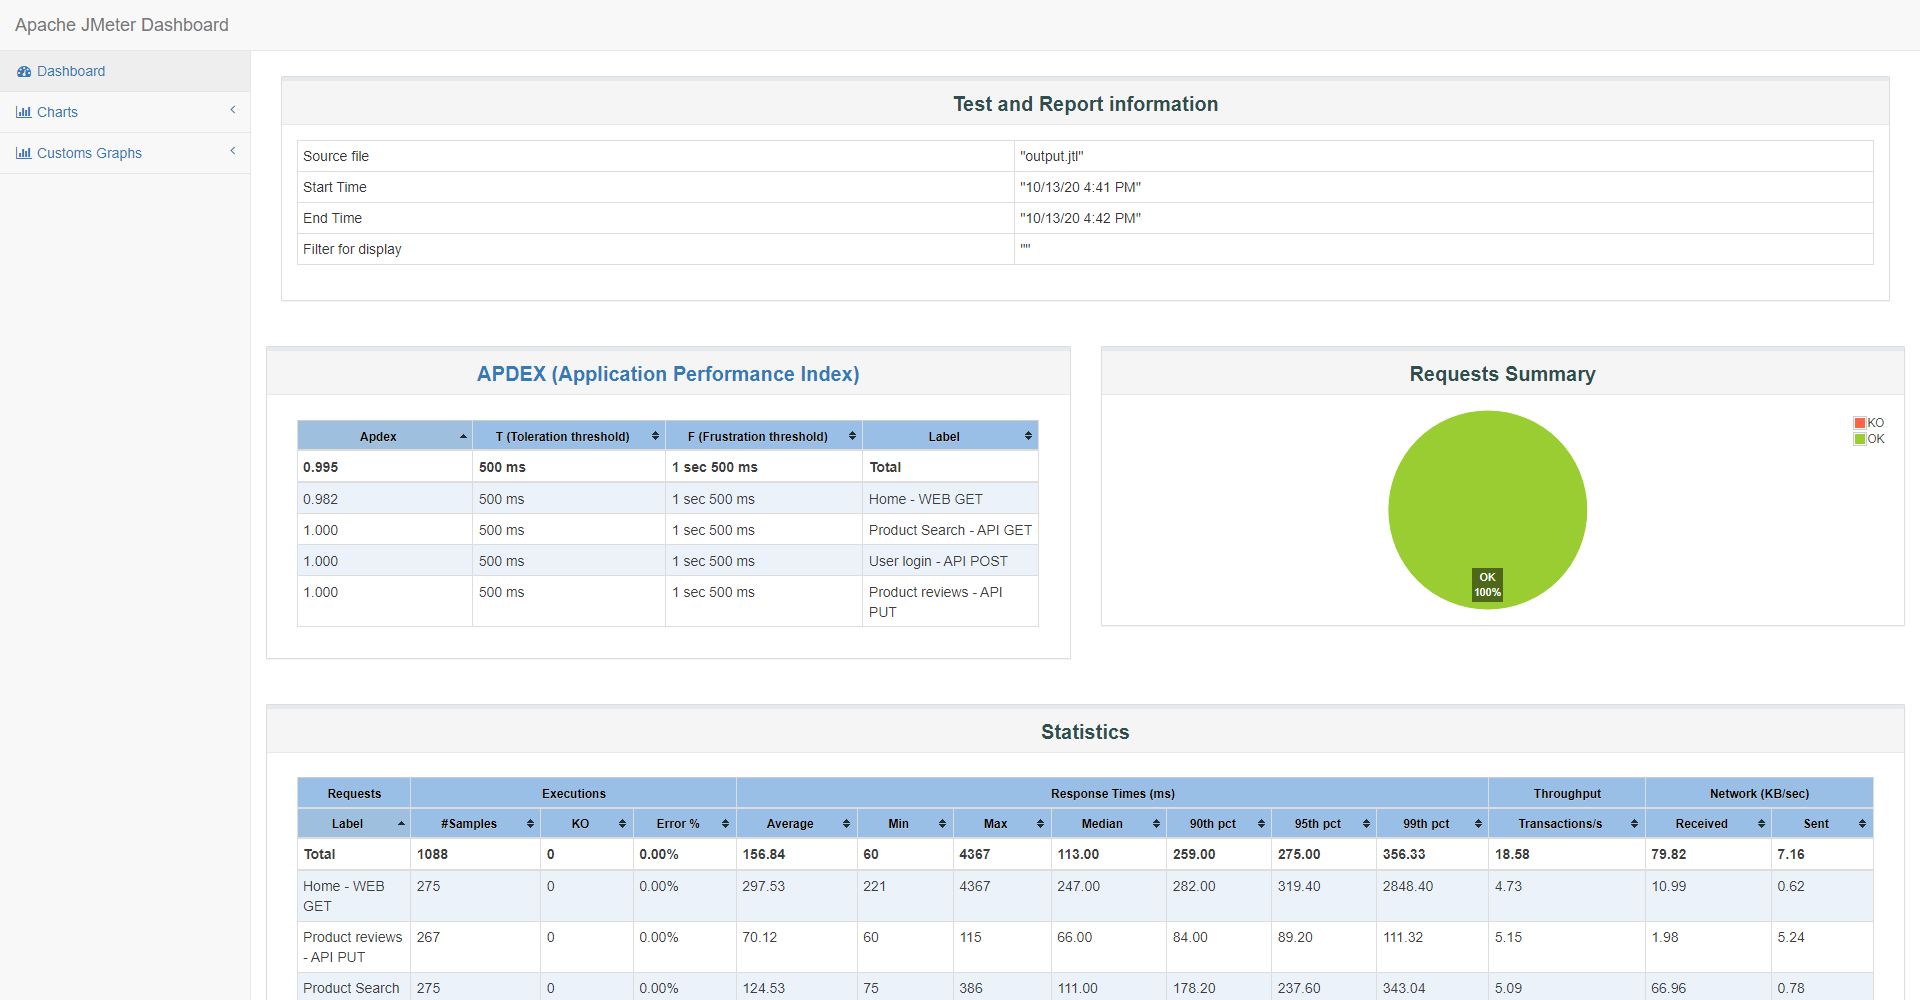 Apache JMeter Dashboard
Dashboard
Charts
Customs Graphs
Test and Report information
Source file "output.jtl"
Start Time "10/13/20 4:41 PM"
End Time "10/13/20 4:42 PM"
Filter for display ""
APDEX (Application Performance Index)
Apdex T (Toleration threshold) F (Frustration threshold) Label
0.995 500 ms 1 sec 500 ms Total
0.982 500 ms 1 sec 500 ms Home - WEB GET
1.000 500 ms 1 sec 500 ms Product Search - API GET
1.000 500 ms 1 sec 500 ms User login - API POST
1.000 500 ms 1 sec 500 ms Product reviews - API
PUT
Requests Summary
KO
OK
OK
100%
Statistics
Requests Executions Response Times (ms) Throughput Network (KB/sec)
Label #Samples KO Error % Average Min Max Median 90th pct 95th pct 99th pct Transactions/s Received Sent
Total 1088 0 0.00% 156.84 60 4367 113.00 259.00 275.00 356.33 18.58 79.82 7.16
Home - WEB 275 0 0.00% 297.53 221 4367 247.00 282.00 319.40 2848.40 4.73 10.99 0.62
GET
Product reviews 267 0 0.00% 70.12 60 115 66.00 84.00 89.20 111.32 5.15 1.98 5.24
- API PUT
Product Search 275 0 0.00% 124.53 75 386 111.00 178.20 237.60 343.04 5.09 66.96 0.78